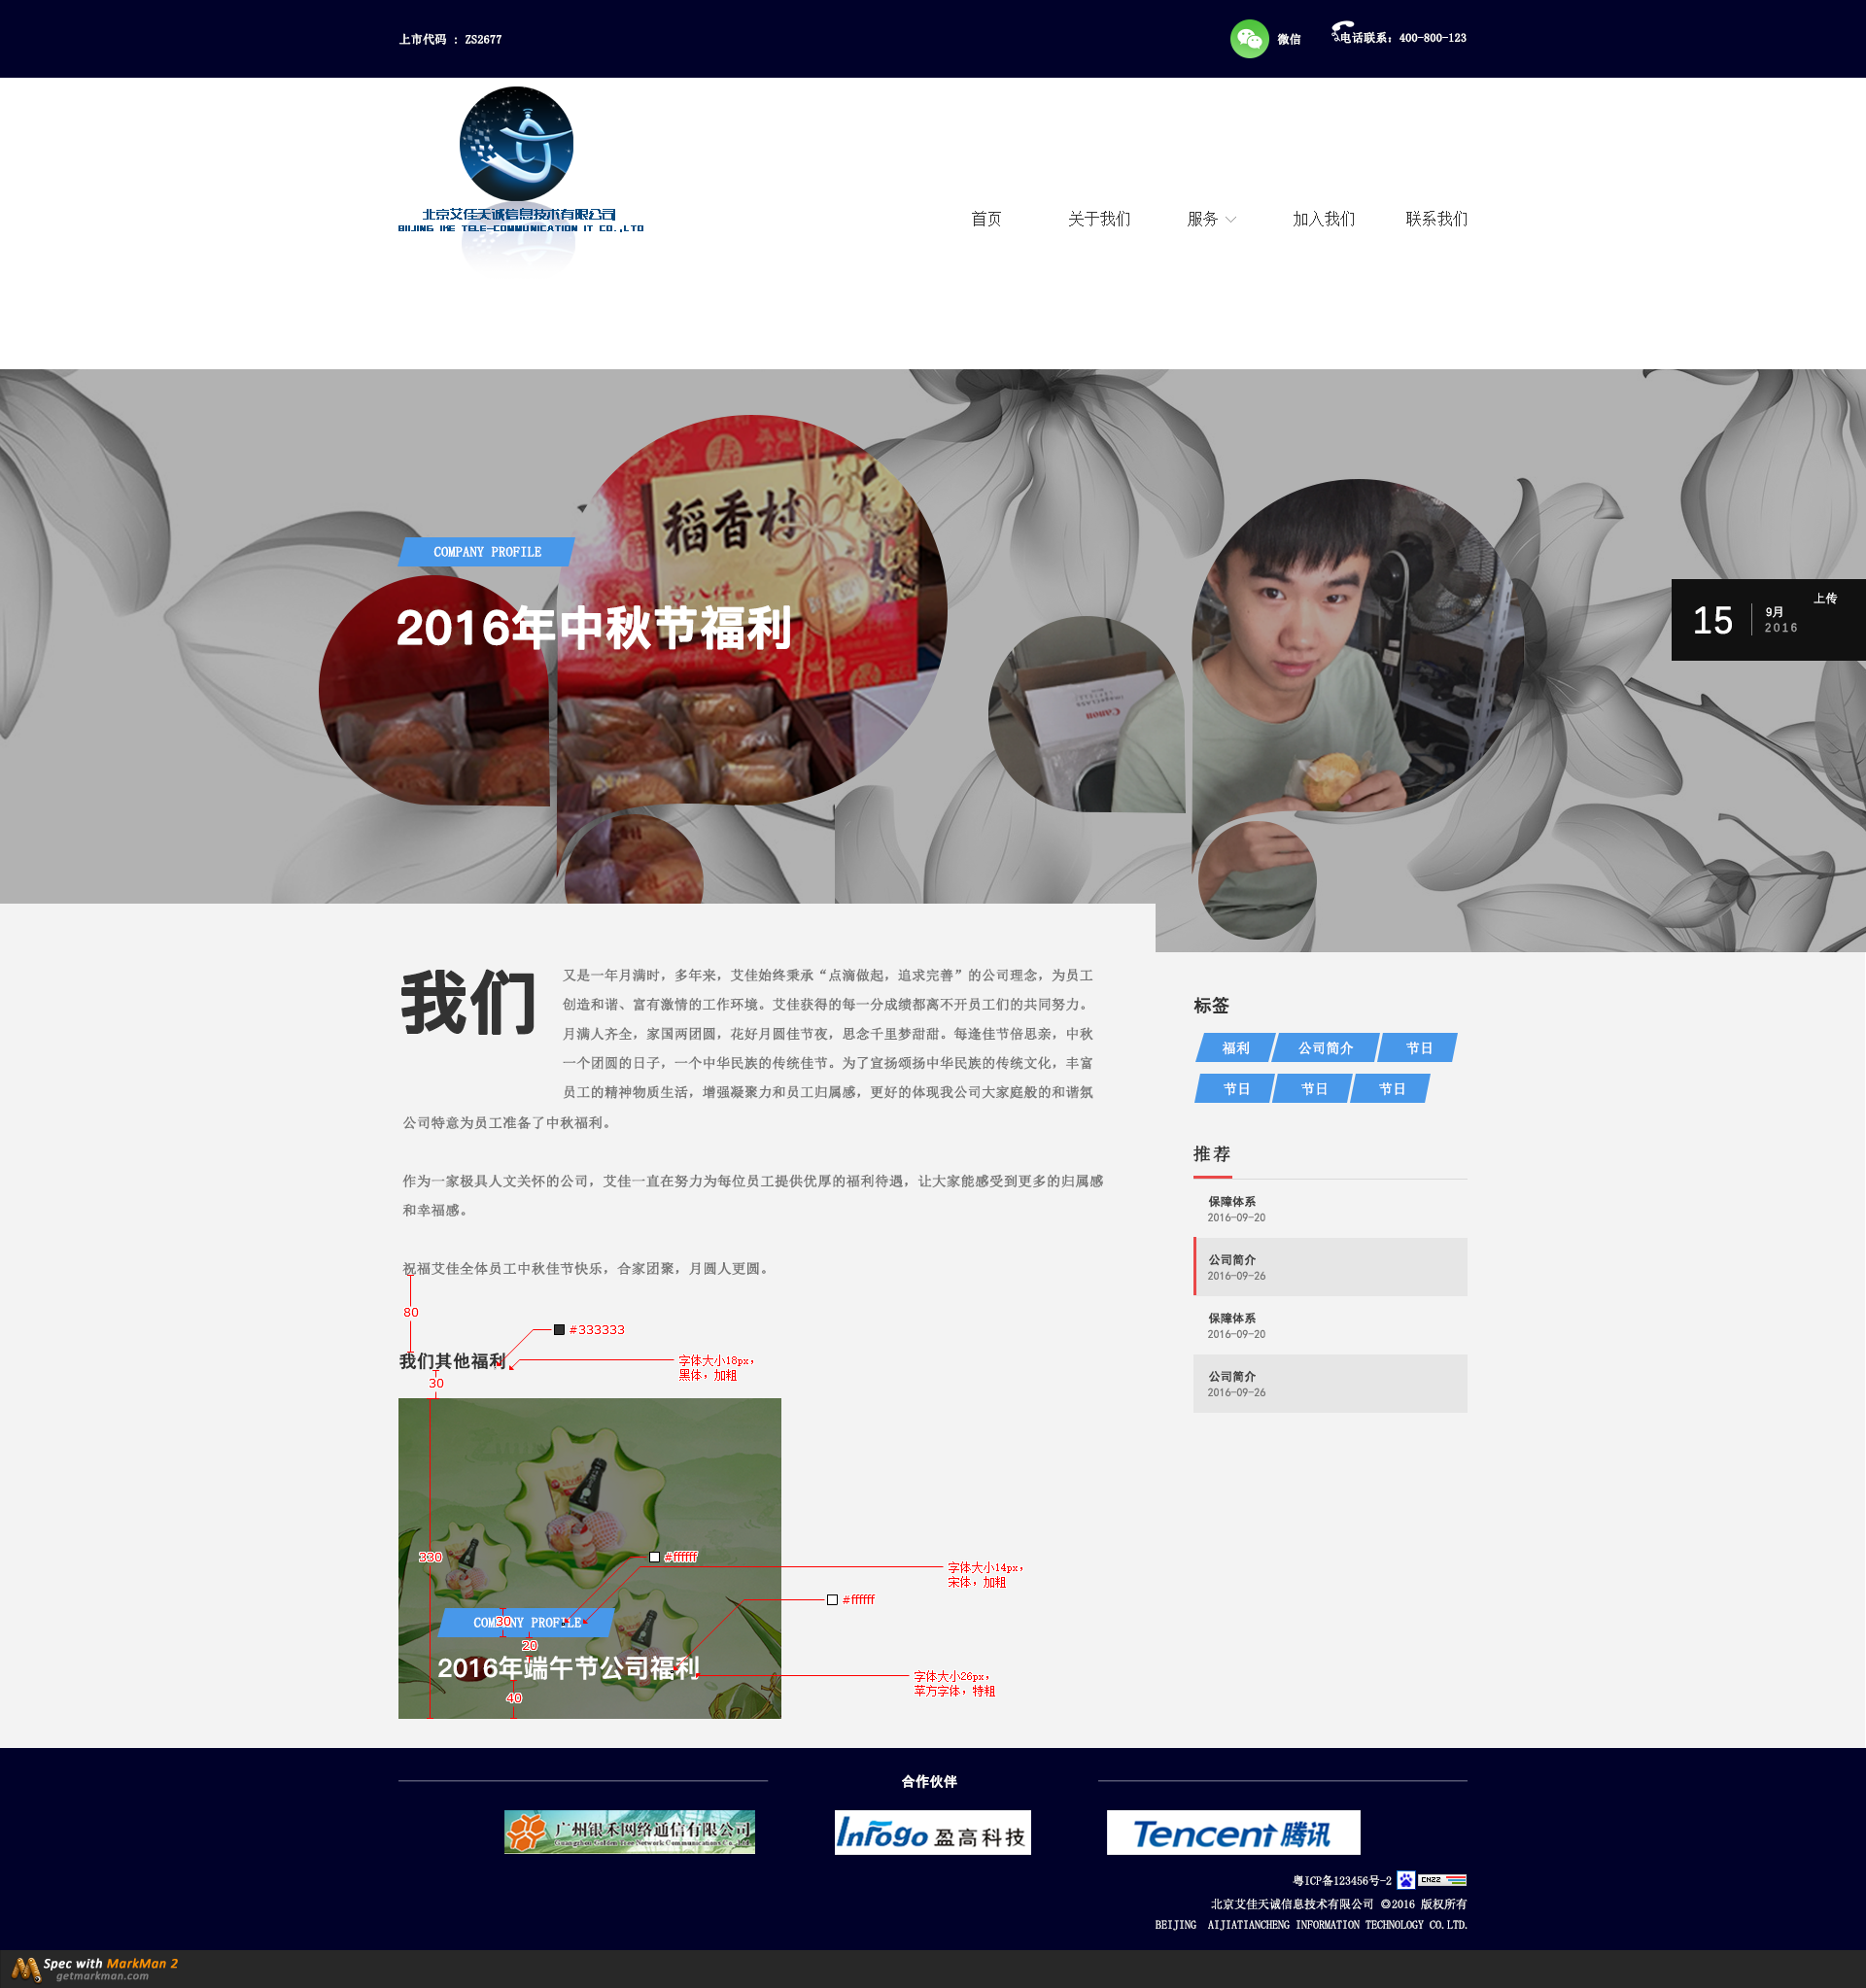 上市代码 : ZS2677
微信
电话联系: 400-800-123
北京艾佳天诚信息技术有限公司
BIIJING IKE TELE-COMMUNICATION IT CO.,LTD
首页 关于我们 服务 加入我们 联系我们
稻香村
京八件
COMPANY PROFILE
2016年中秋节福利
Canon
15
9月
2016
上传
我们
又是一年月满时，多年来，艾佳始终秉承“点滴做起，追求完善”的公司理念，为员工
创造和谐、富有激情的工作环境。艾佳获得的每一分成绩都离不开员工们的共同努力。
月满人齐全，家国两团圆，花好月圆佳节夜，思念千里梦甜甜。每逢佳节倍思亲，中秋
一个团圆的日子，一个中华民族的传统佳节。为了宣扬颂扬中华民族的传统文化，丰富
员工的精神物质生活，增强凝聚力和员工归属感，更好的体现我公司大家庭般的和谐氛
公司特意为员工准备了中秋福利。
作为一家极具人文关怀的公司，艾佳一直在努力为每位员工提供优厚的福利待遇，让大家能感受到更多的归属感
和幸福感。
祝福艾佳全体员工中秋佳节快乐，合家团聚，月圆人更圆。
80
#333333
我们其他福利
字体大小18px，
黑体，加粗
30
330
#ffffff
字体大小14px，
宋体，加粗
#ffffff
COMPANY PROFILE
30
20
2016年端午节公司福利
字体大小26px，
苹方字体，特粗
40
标签
福利 公司简介 节日
节日 节日 节日
推荐
保障体系
2016-09-20
公司简介
2016-09-26
保障体系
2016-09-20
公司简介
2016-09-26
合作伙伴
广州银禾网络通信有限公司
Infogo 盈高科技
Tencent 腾讯
粤ICP备123456号-2
CNZZ
北京艾佳天诚信息技术有限公司 ©2016 版权所有
BEIJING AIJIATIANCHENG INFORMATION TECHNOLOGY CO.LTD.
Spec with MarkMan 2
getmarkman.com